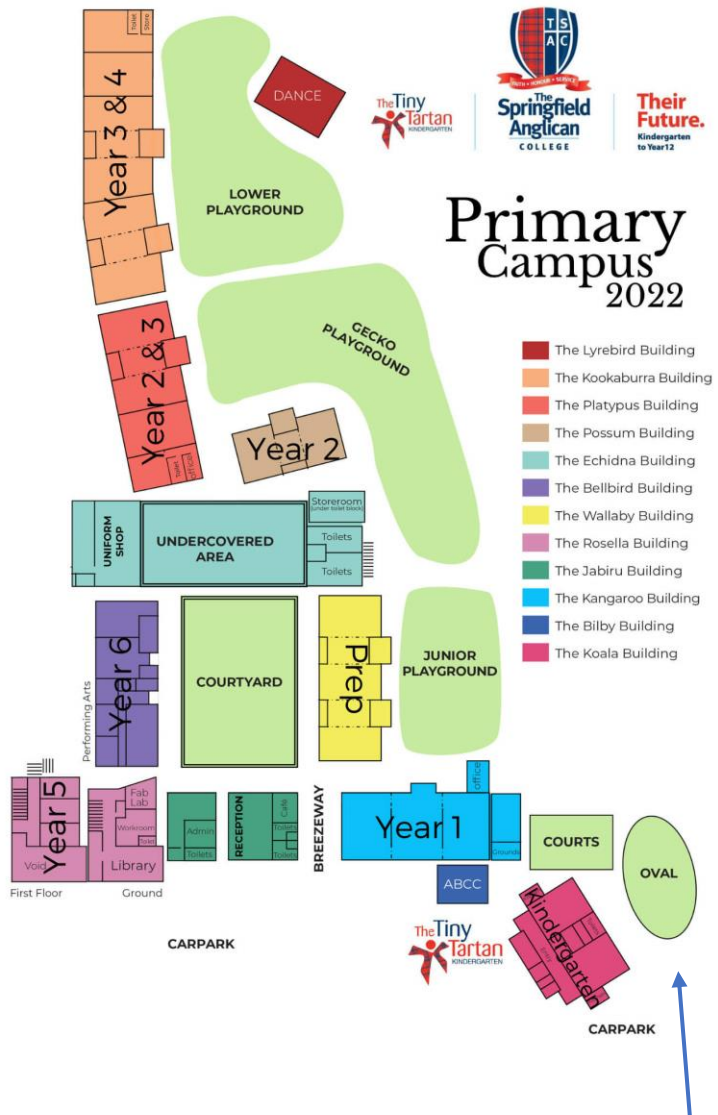 Toilet
Store
Year 3 & 4
DANCE
The Tiny
Tartan
KINDERGARTEN
T S
A C
FAITH · HONOUR · SERVICE
The
Springfield
Anglican
COLLEGE
Their
Future.
Kindergarten
to Year12
LOWER
PLAYGROUND
Primary
Campus
2022
GECKO
PLAYGROUND
Year 2 & 3
Toilet
office
Year 2
The Lyrebird Building
The Kookaburra Building
The Platypus Building
The Possum Building
The Echidna Building
The Bellbird Building
The Wallaby Building
The Rosella Building
The Jabiru Building
The Kangaroo Building
The Bilby Building
The Koala Building
UNIFORM
SHOP
UNDERCOVERED
AREA
Storeroom
(under toilet block)
Toilets
Toilets
Performing Arts
Year 6
COURTYARD
Prep
JUNIOR
PLAYGROUND
Year 5
Void
First Floor
Fab
Lab
Workroom
Toilet
Library
Ground
Admin
Toilets
RECEPTION
Café
Toilets
Toilets
BREEZEWAY
office
Year 1
Grounds
COURTS
OVAL
ABCC
The Tiny
Tartan
KINDERGARTEN
Kindergarten
CARPARK
CARPARK